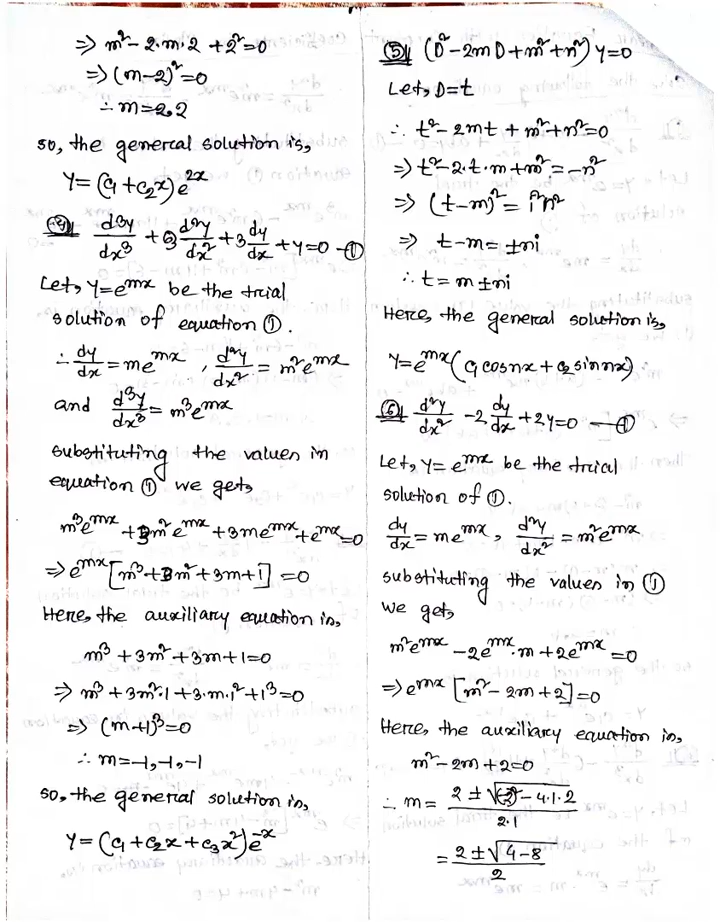 ⇒ m² - 2·m·2 + 2² = 0
⇒ (m-2)² = 0
∴ m = 2,2
so, the general solution is,
Y = (c₁ + c₂x) e^{2x}
④ d³y/dx³ + 3 d²y/dx² + 3 dy/dx + y = 0 — ①
Let, Y = e^{mx} be the trial
solution of equation ①.
∴ dy/dx = me^{mx}, d²y/dx² = m²e^{mx}
and d³y/dx³ = m³e^{mx}
substituting the values in
equation ① we get,
m³e^{mx} + 3m²e^{mx} + 3me^{mx} + e^{mx} = 0
⇒ e^{mx} [m³ + 3m² + 3m + 1] = 0
Here, the auxiliary equation is,
m³ + 3m² + 3m + 1 = 0
⇒ m³ + 3m²·1 + 3·m·1² + 1³ = 0
⇒ (m+1)³ = 0
∴ m = -1, -1, -1
so, the general solution is,
Y = (c₁ + c₂x + c₃x²) e^{-x}
⑤ (D² - 2mD + m² + n²) Y = 0
Let, D = t
∴ t² - 2mt + m² + n² = 0
⇒ t² - 2·t·m + m² = -n²
⇒ (t-m)² = i²n²
⇒ t-m = ±ni
∴ t = m ± ni
Here, the general solution is,
Y = e^{mx} (c₁ cosnx + c₂ sinnx)
⑥ d²y/dx² - 2 dy/dx + 2y = 0 — ①
Let, Y = e^{mx} be the trial
solution of ①.
dy/dx = me^{mx}, d²y/dx² = m²e^{mx}
substituting the values in ①
we get,
m²e^{mx} - 2e^{mx}·m + 2e^{mx} = 0
⇒ e^{mx} [m² - 2m + 2] = 0
Here, the auxiliary equation is,
m² - 2m + 2 = 0
∴ m = (2 ± √((-2)² - 4·1·2))/(2·1)
= (2 ± √(4-8))/2